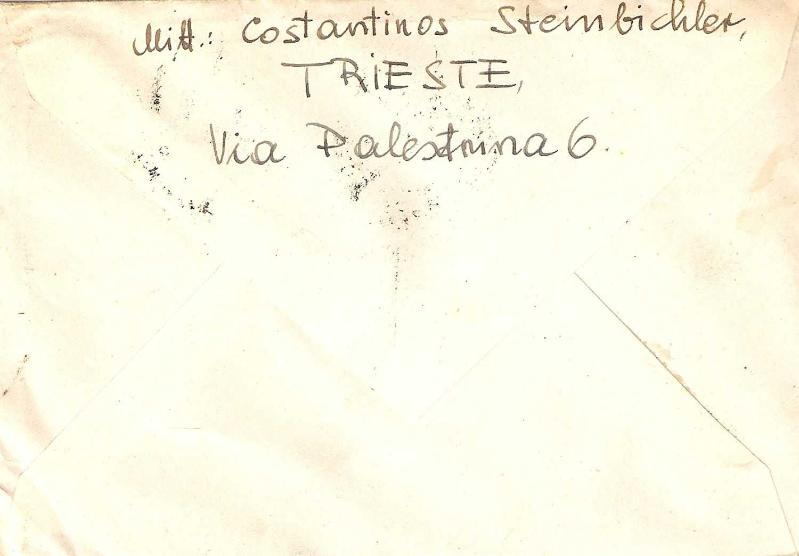 Mitt.: Costantinos Steinbichler,
TRIESTE,
Via Palestrina 6.